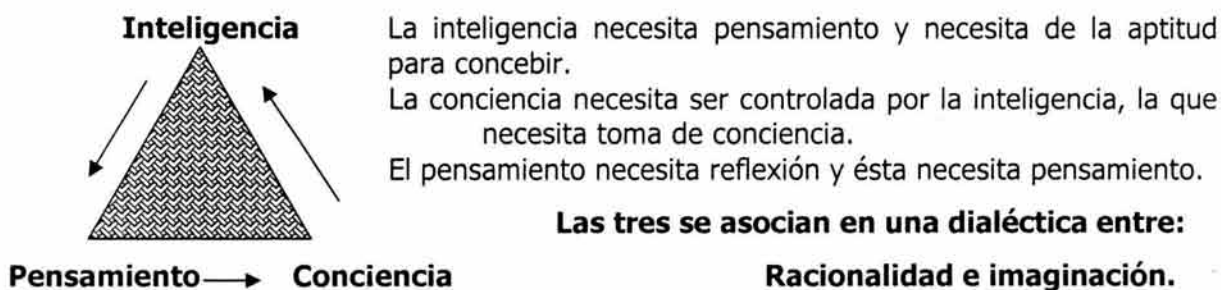 Inteligencia
La inteligencia necesita pensamiento y necesita de la aptitud
para concebir.
La conciencia necesita ser controlada por la inteligencia, la que
necesita toma de conciencia.
El pensamiento necesita reflexión y ésta necesita pensamiento.
Las tres se asocian en una dialéctica entre:
Pensamiento Conciencia
Racionalidad e imaginación.